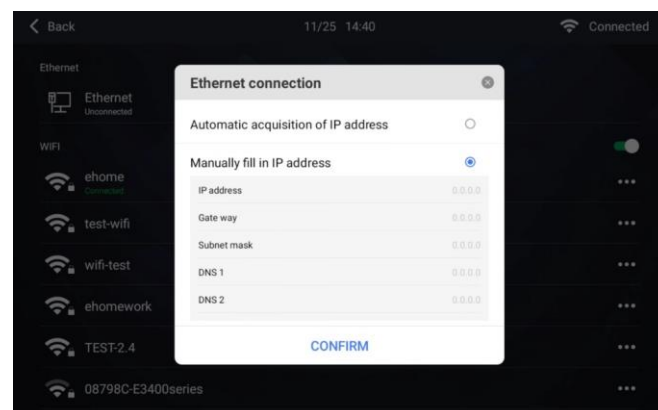 Back
11/25 14:40
Connected
Ethernet
Ethernet
Unconnected
WIFI
ehome
Connected
test-wifi
wifi-test
ehomework
TEST-2.4
08798C-E3400series
Ethernet connection
Automatic acquisition of IP address
Manually fill in IP address
IP address 0.0.0.0
Gate way 0.0.0.0
Subnet mask 0.0.0.0
DNS 1 0.0.0.0
DNS 2 0.0.0.0
CONFIRM